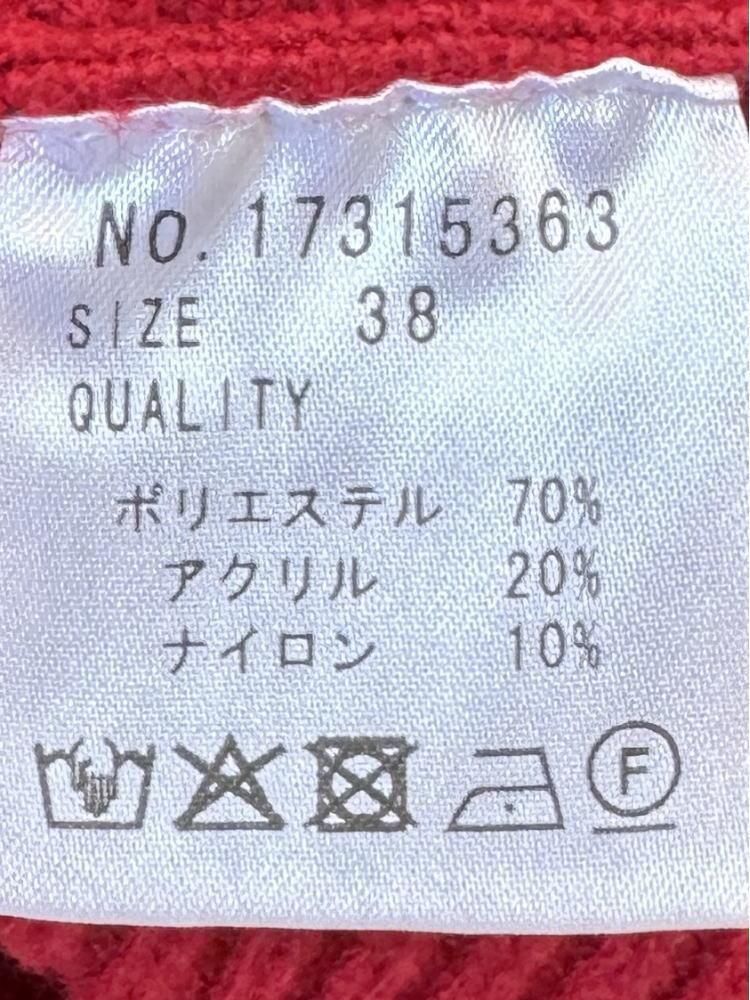 NO.17315363
SIZE 38
QUALITY
ポリエステル 70%
アクリル 20%
ナイロン 10%
F